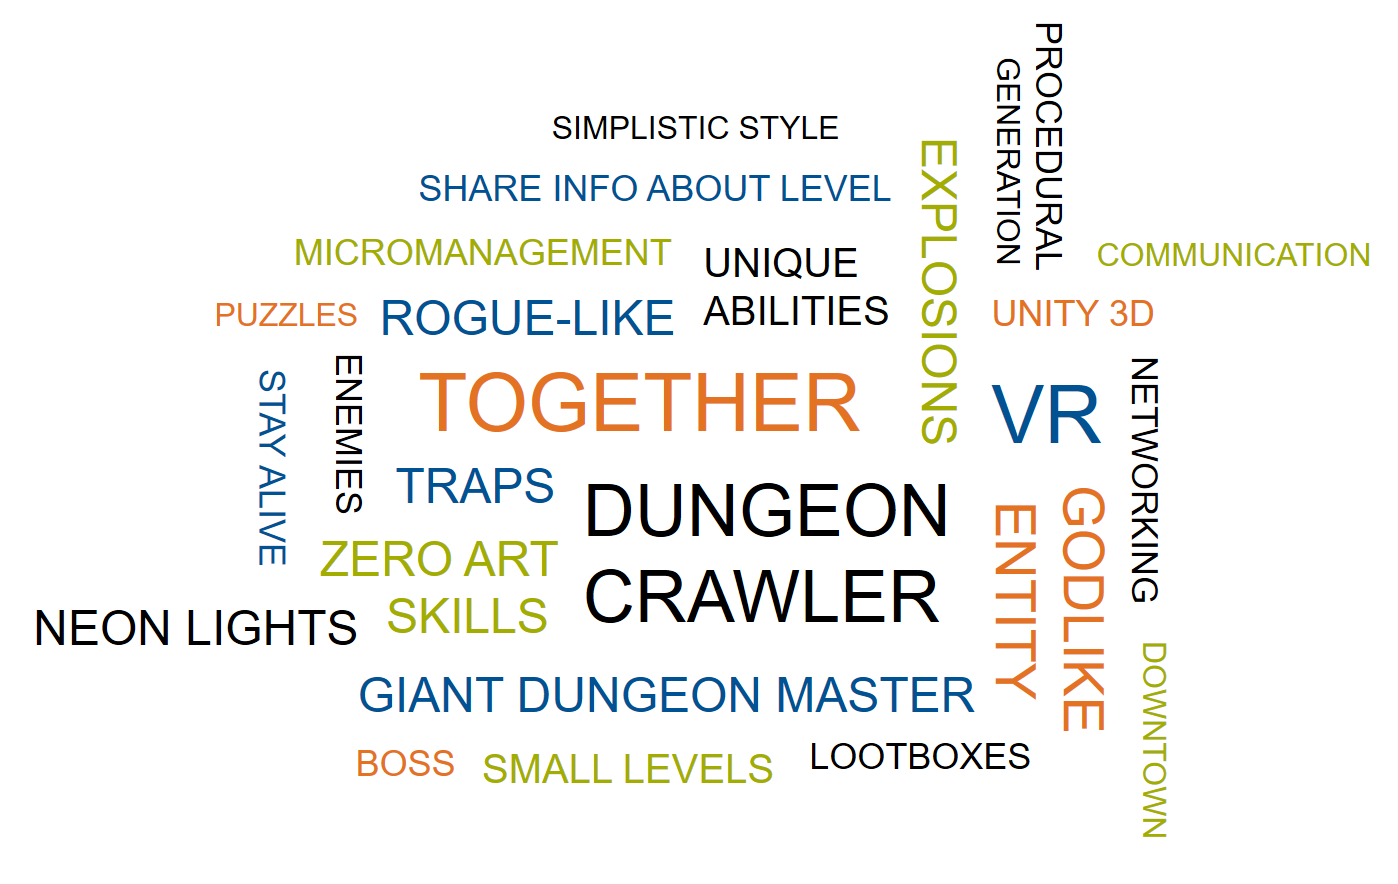 SIMPLISTIC STYLE
SHARE INFO ABOUT LEVEL
EXPLOSIONS
PROCEDURAL
GENERATION
MICROMANAGEMENT
UNIQUE
ABILITIES
COMMUNICATION
PUZZLES
ROGUE-LIKE
UNITY 3D
STAY ALIVE
ENEMIES
TOGETHER
VR
NETWORKING
TRAPS
DUNGEON
CRAWLER
GODLIKE
ENTITY
ZERO ART
SKILLS
NEON LIGHTS
GIANT DUNGEON MASTER
DOWNTOWN
BOSS
SMALL LEVELS
LOOTBOXES